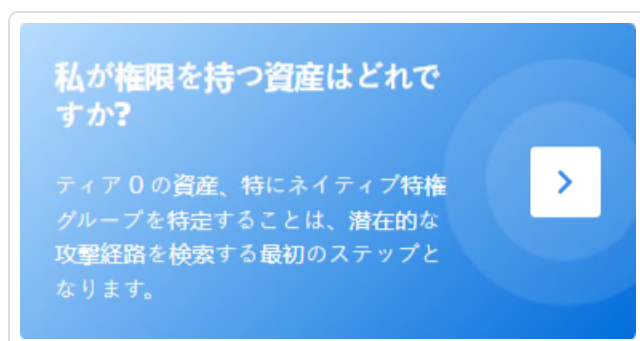 私が権限を持つ資産はどれで
すか?
ティア 0 の資産、特にネイティブ特権
グループを特定することは、潜在的な
攻撃経路を検索する最初のステップと
なります。